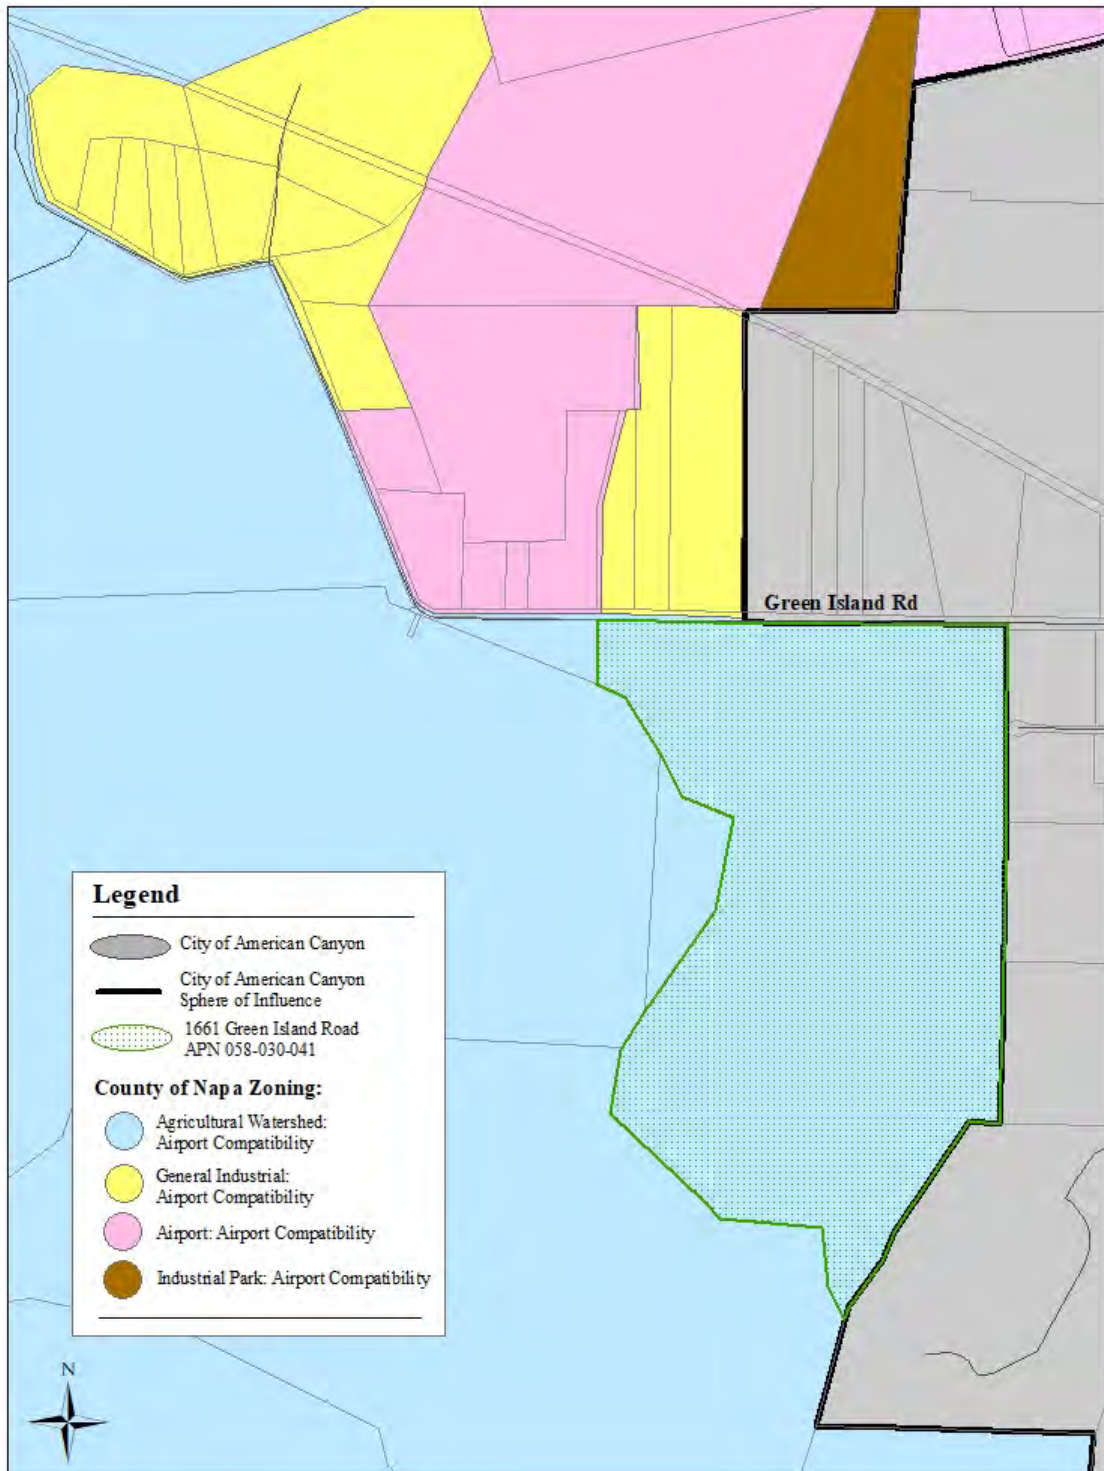 Green Island Rd
Legend
City of American Canyon
City of American Canyon
Sphere of Influence
1661 Green Island Road
APN 058-030-041
County of Napa Zoning:
Agricultural Watershed:
Airport Compatibility
General Industrial:
Airport Compatibility
Airport: Airport Compatibility
Industrial Park: Airport Compatibility
N